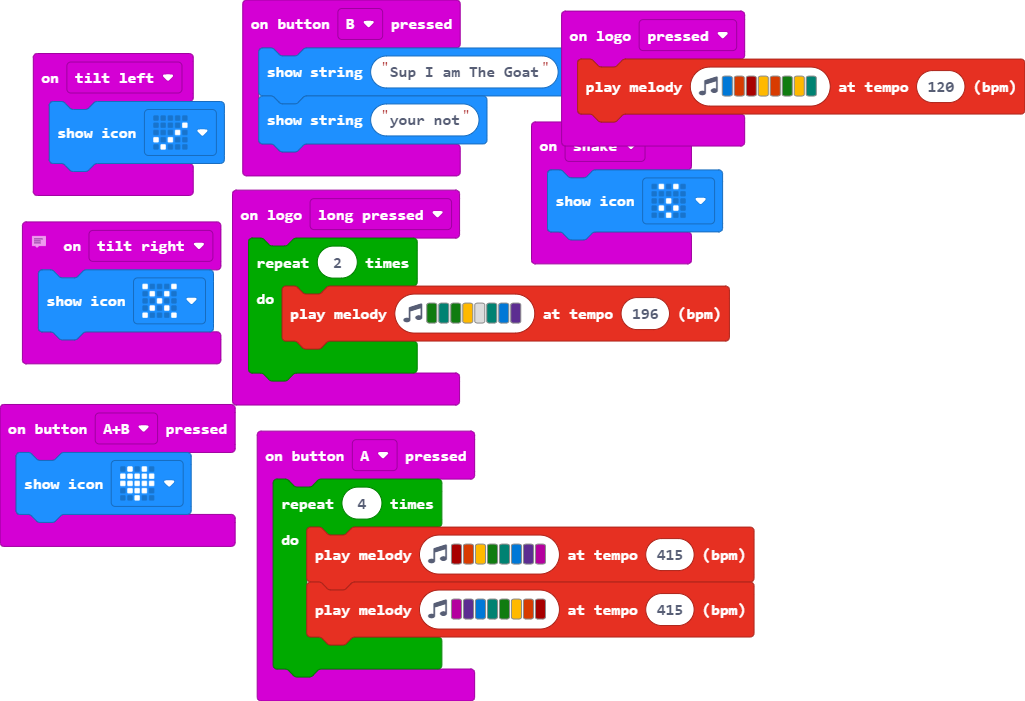 on tilt left
show icon
on button B pressed
show string "Sup I am The Goat"
show string "your not"
on logo pressed
play melody at tempo 120 (bpm)
on shake
show icon
on tilt right
show icon
on logo long pressed
repeat 2 times
do
play melody at tempo 196 (bpm)
on button A+B pressed
show icon
on button A pressed
repeat 4 times
do
play melody at tempo 415 (bpm)
play melody at tempo 415 (bpm)